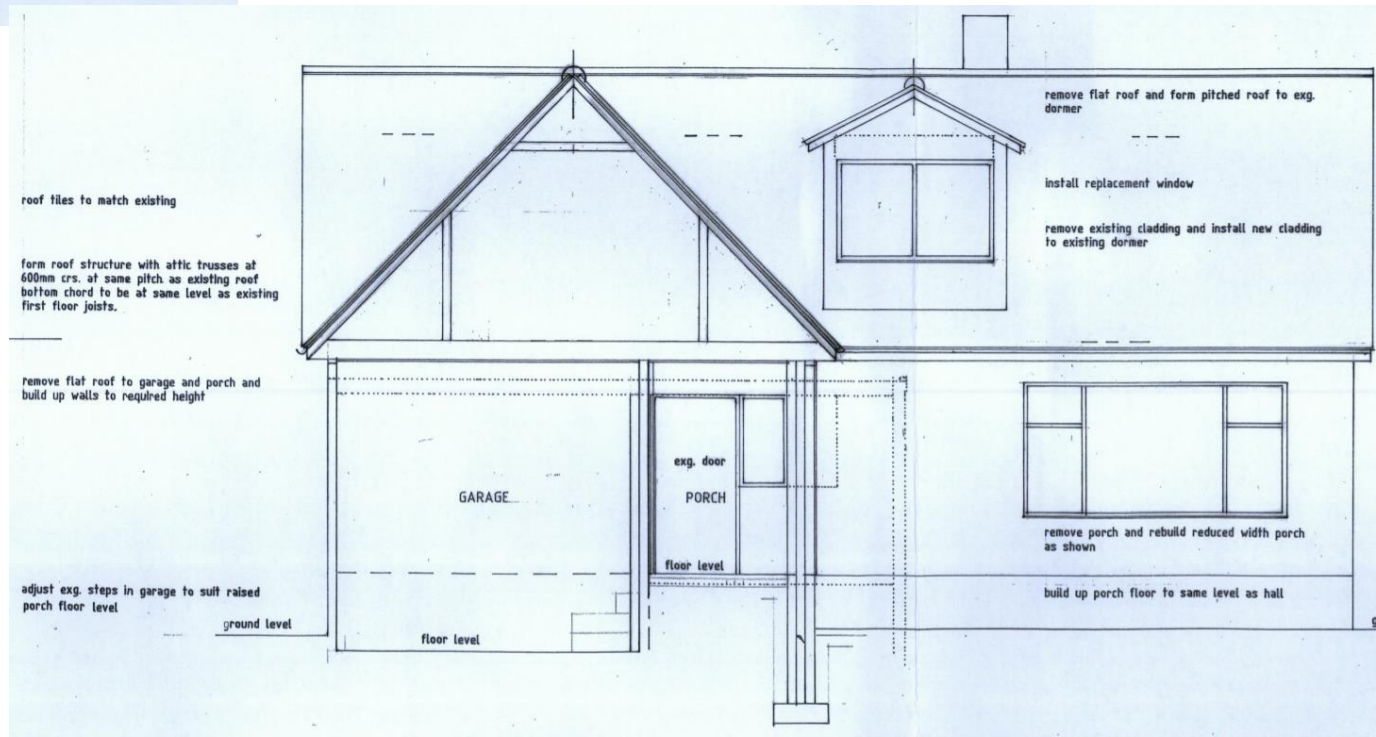 roof tiles to match existing
form roof structure with attic trusses at
600mm crs. at same pitch as existing roof
bottom chord to be at same level as existing
first floor joists.
remove flat roof to garage and porch and
build up walls to required height
adjust exg. steps in garage to suit raised
porch floor level
ground level
floor level
GARAGE
exg. door
PORCH
floor level
remove flat roof and form pitched roof to exg.
dormer
install replacement window
remove existing cladding and install new cladding
to existing dormer
remove porch and rebuild reduced width porch
as shown
build up porch floor to same level as hall